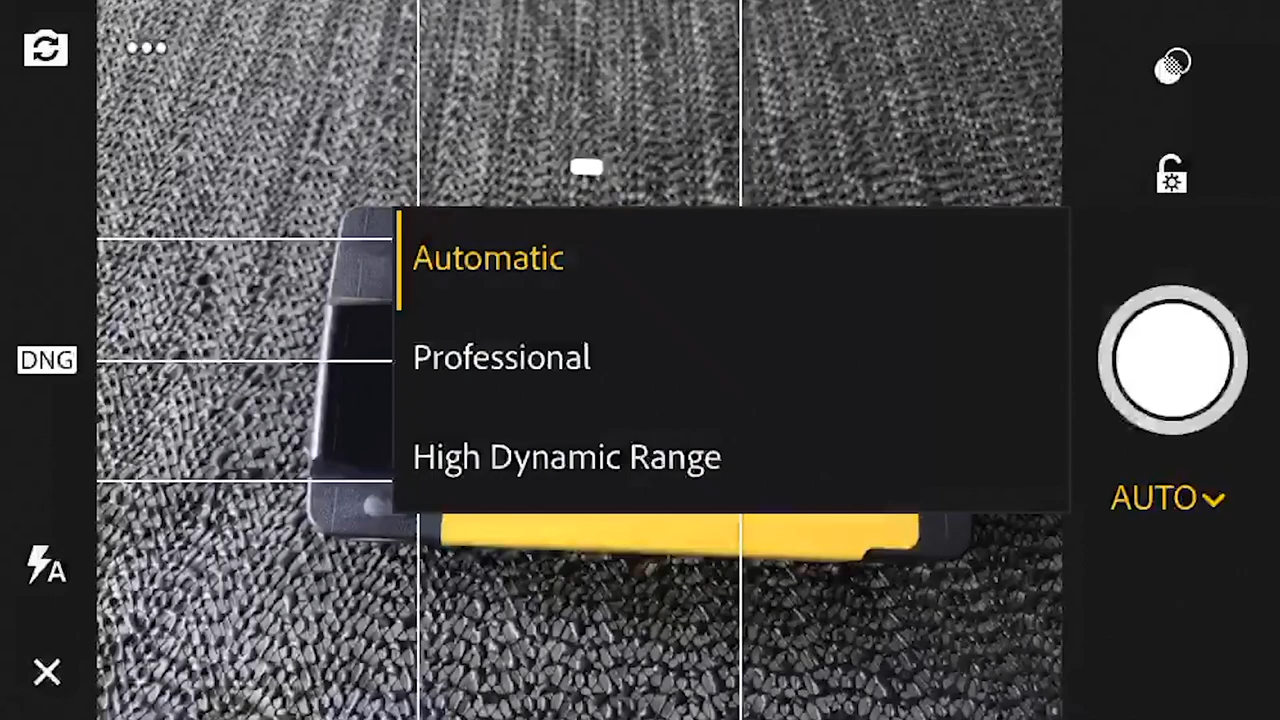 Automatic
Professional
High Dynamic Range
DNG
AUTO
A